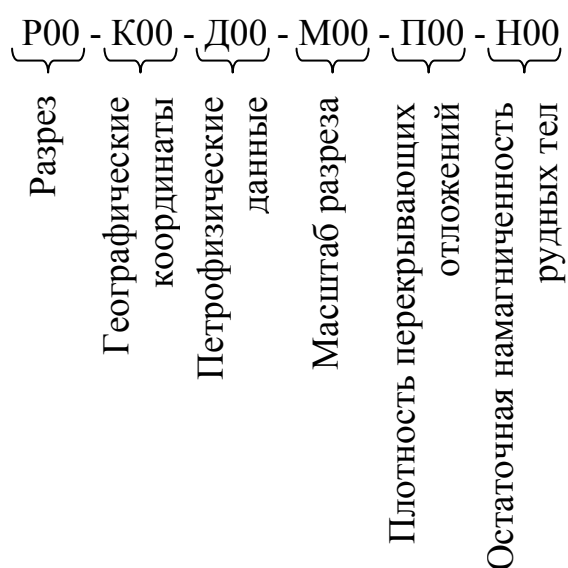 Р00 - К00 - Д00 - М00 - П00 - Н00
Разрез
Географические
координаты
Петрофизические
данные
Масштаб разреза
Плотность перекрывающих
отложений
Остаточная намагниченность
рудных тел